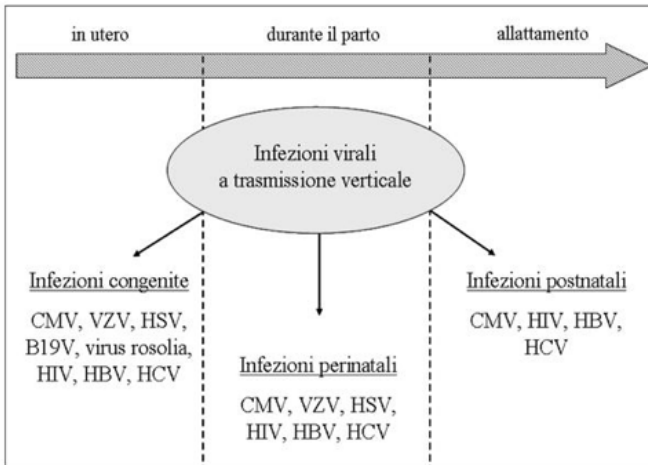 in utero
durante il parto
allattamento
Infezioni virali
a trasmissione verticale
Infezioni congenite
CMV, VZV, HSV,
B19V, virus rosolia,
HIV, HBV, HCV
Infezioni perinatali
CMV, VZV, HSV,
HIV, HBV, HCV
Infezioni postnatali
CMV, HIV, HBV,
HCV